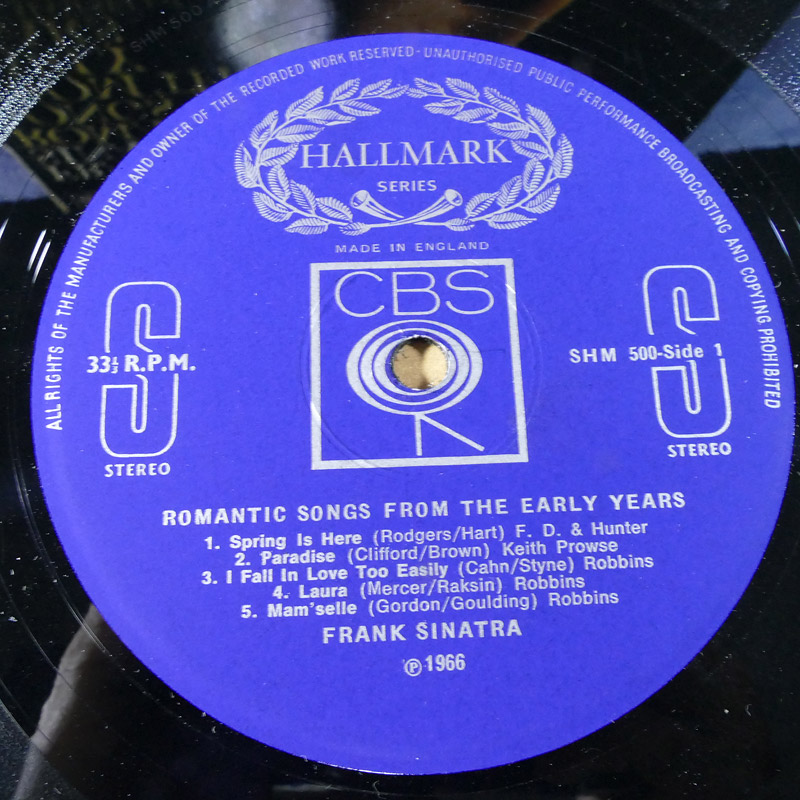 ALL RIGHTS OF THE MANUFACTURERS AND OWNER OF THE RECORDED WORK RESERVED-UNAUTHORISED PUBLIC PERFORMANCE BROADCASTING AND COPYING PROHIBITED
HALLMARK
SERIES
MADE IN ENGLAND
CBS
S
33⅓ R.P.M.
STEREO
S
SHM 500-Side 1
STEREO
ROMANTIC SONGS FROM THE EARLY YEARS
1. Spring Is Here (Rodgers/Hart) F. D. & Hunter
2. Paradise (Clifford/Brown) Keith Prowse
3. I Fall In Love Too Easily (Cahn/Styne) Robbins
4. Laura (Mercer/Raksin) Robbins
5. Mam'selle (Gordon/Goulding) Robbins
FRANK SINATRA
℗ 1966
SHM 500